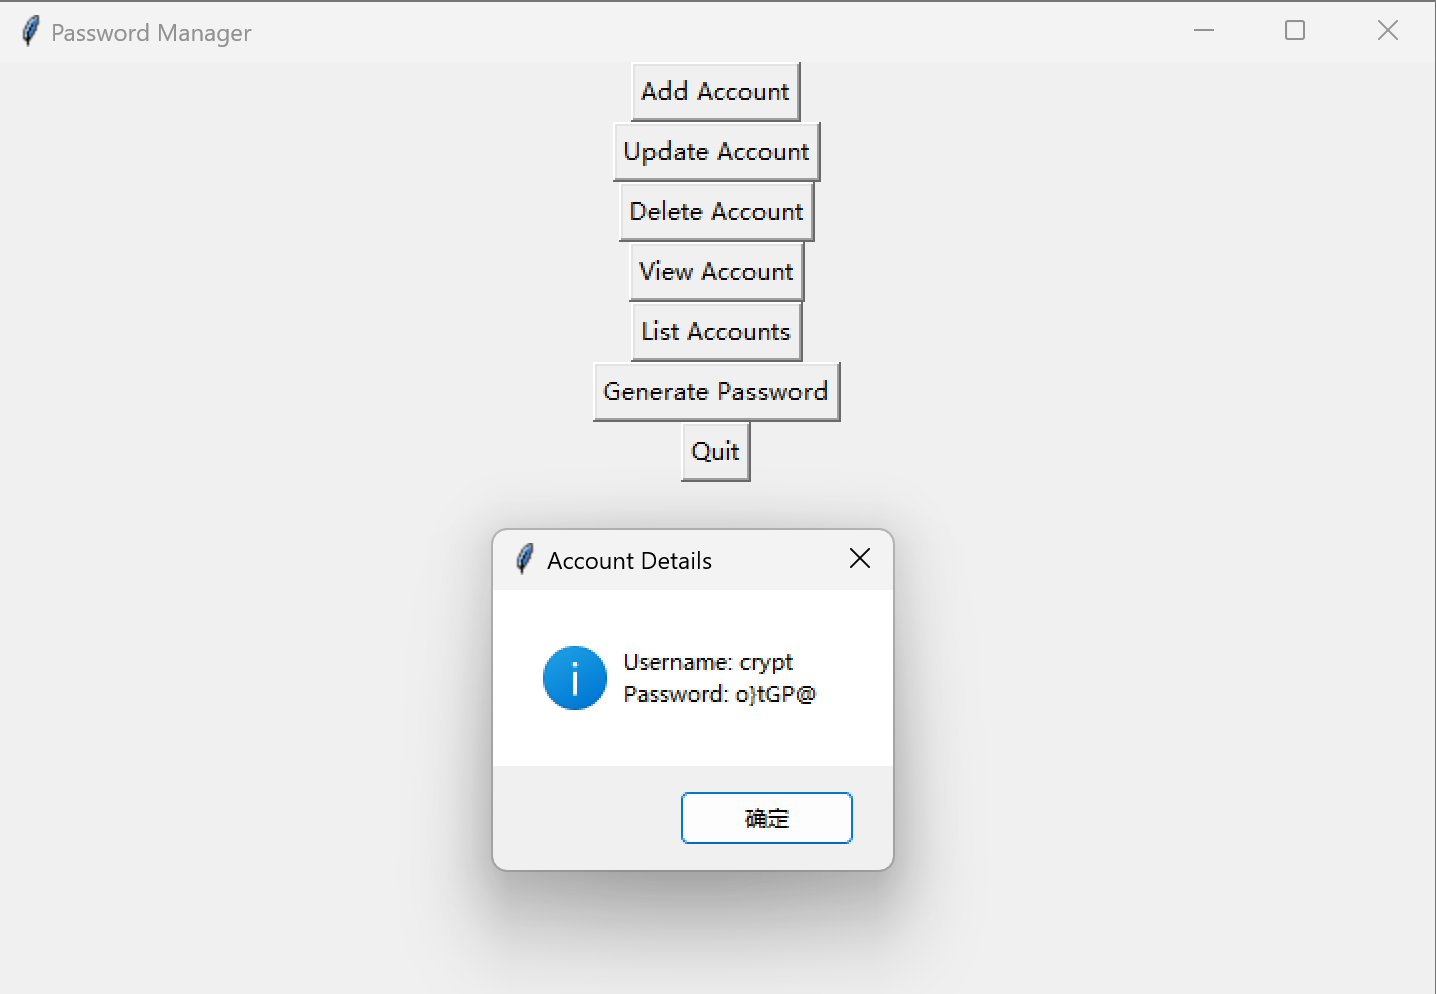 Password Manager
Add Account
Update Account
Delete Account
View Account
List Accounts
Generate Password
Quit
Account Details
Username: crypt
Password: o}tGP@
确定